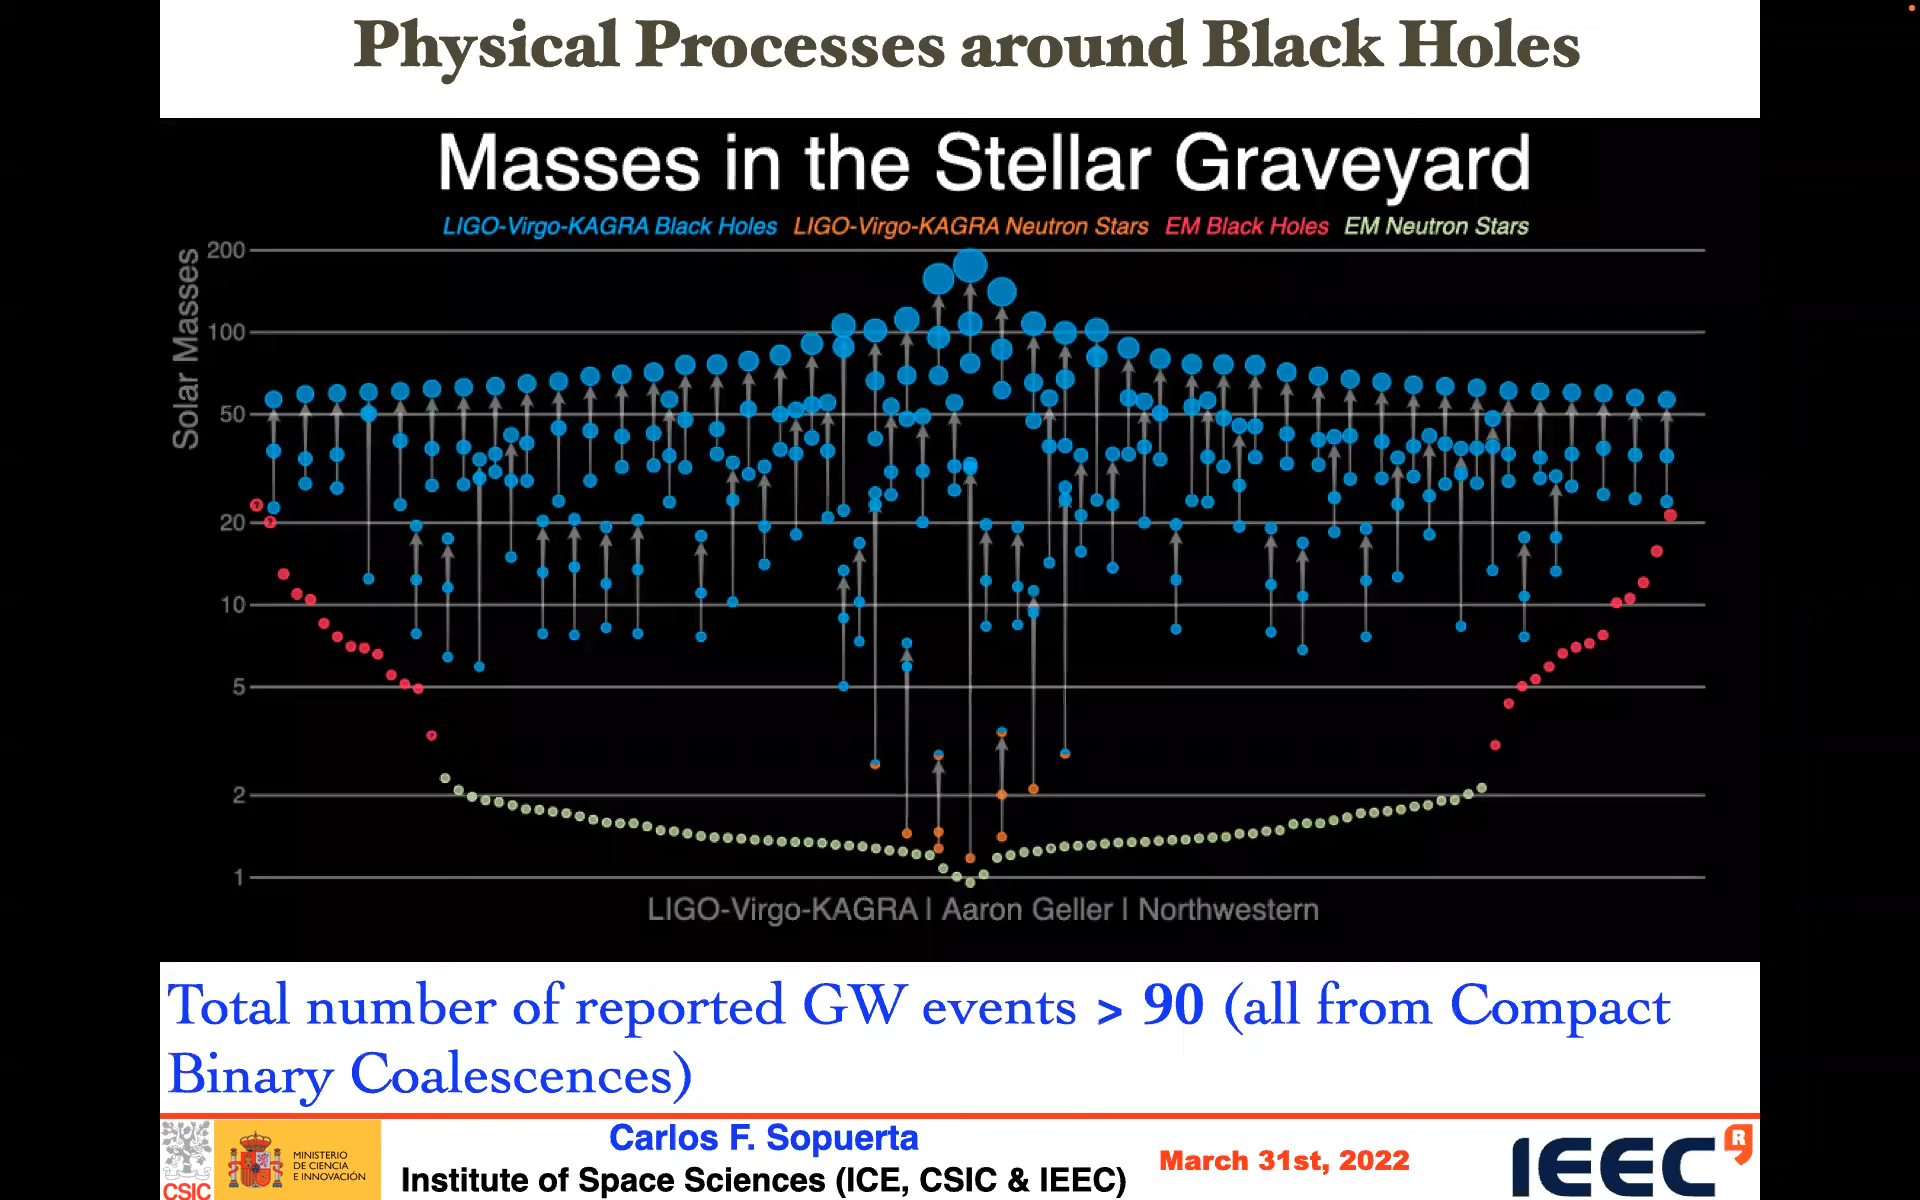 Physical Processes around Black Holes
Masses in the Stellar Graveyard
LIGO-Virgo-KAGRA Black Holes LIGO-Virgo-KAGRA Neutron Stars EM Black Holes EM Neutron Stars
Solar Masses
200
100
50
20
10
5
2
1
LIGO-Virgo-KAGRA | Aaron Geller | Northwestern
Total number of reported GW events > 90 (all from Compact
Binary Coalescences)
CSIC
MINISTERIO
DE CIENCIA
E INNOVACIÓN
Carlos F. Sopuerta
Institute of Space Sciences (ICE, CSIC & IEEC)
March 31st, 2022
IEEC
R